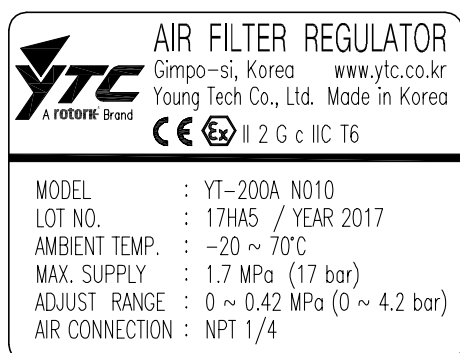 AIR FILTER REGULATOR
Gimpo-si, Korea www.ytc.co.kr
Young Tech Co., Ltd. Made in Korea
YTC
A rotork Brand
CE Ex II 2 G c IIC T6
MODEL : YT-200A N010
LOT NO. : 17HA5 / YEAR 2017
AMBIENT TEMP. : -20 ~ 70°C
MAX. SUPPLY : 1.7 MPa (17 bar)
ADJUST RANGE : 0 ~ 0.42 MPa (0 ~ 4.2 bar)
AIR CONNECTION : NPT 1/4